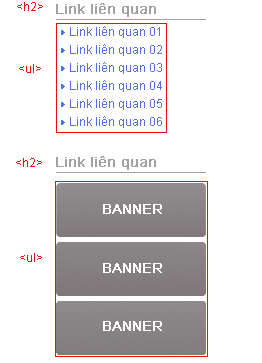 <h2> Link liên quan
Link liên quan 01
Link liên quan 02
<ul> Link liên quan 03
Link liên quan 04
Link liên quan 05
Link liên quan 06
<h2> Link liên quan
BANNER
<ul> BANNER
BANNER